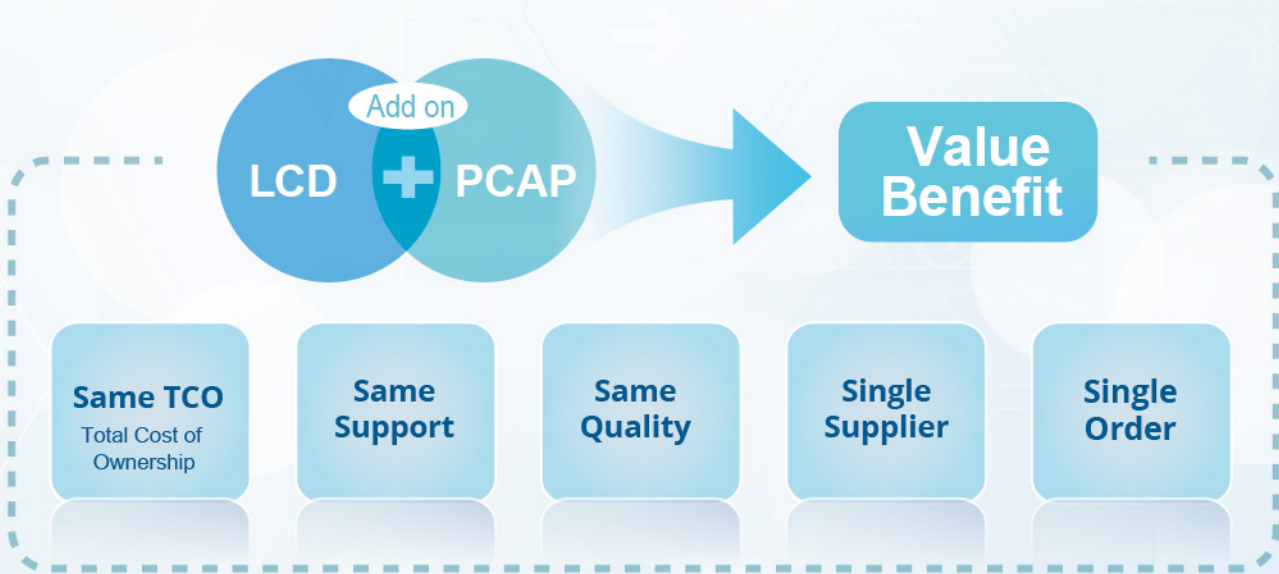 Add on
LCD
+
PCAP
Value
Benefit
Same TCO
Total Cost of
Ownership
Same
Support
Same
Quality
Single
Supplier
Single
Order